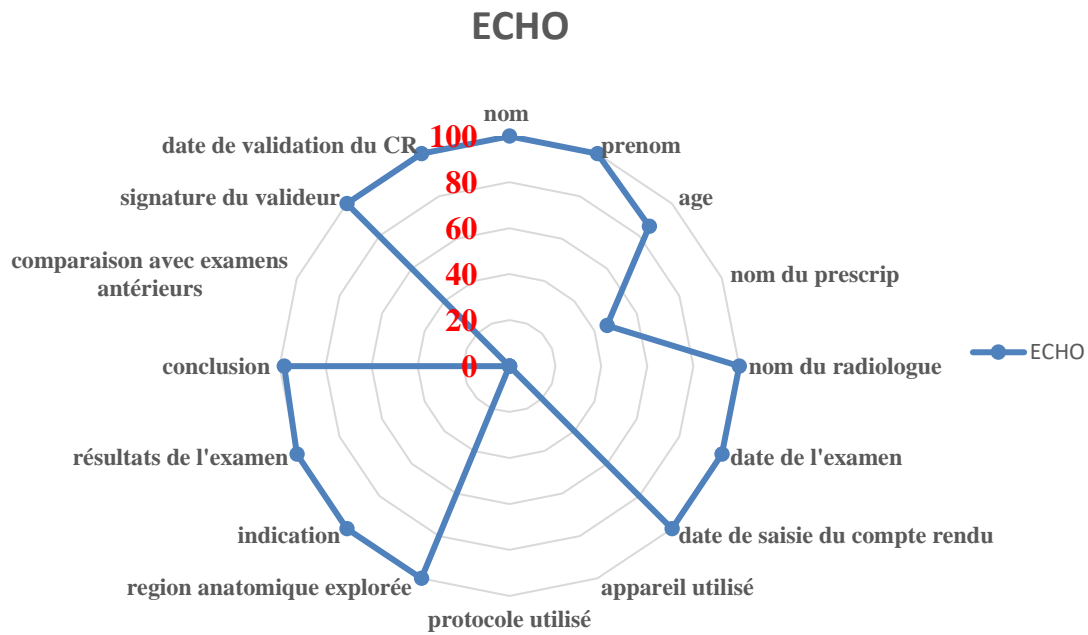 ECHO
nom
prenom
age
nom du prescrip
nom du radiologue
date de l'examen
date de saisie du compte rendu
appareil utilisé
protocole utilisé
region anatomique explorée
indication
résultats de l'examen
conclusion
comparaison avec examens
antérieurs
signature du valideur
date de validation du CR
100
80
60
40
20
0
ECHO